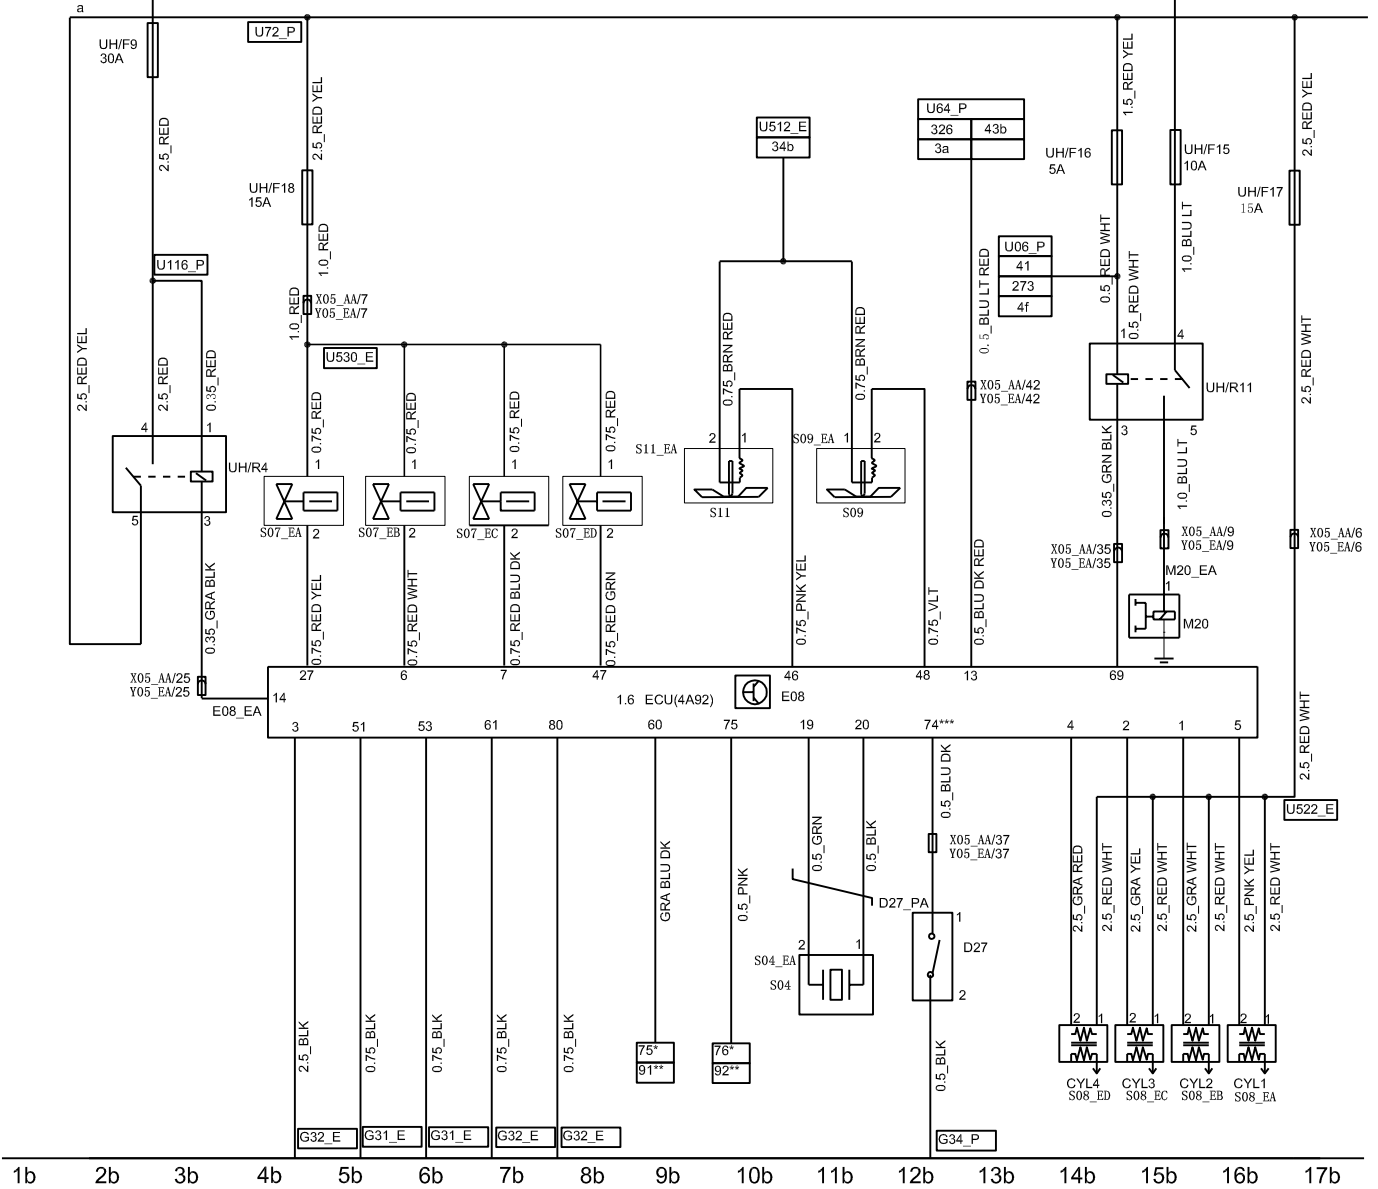 a
UH/F9
30A
U72_P
2.5_RED
2.5_RED YEL
UH/F18
15A
U116_P
1.0_RED
1.0_RED
X05_AA/7
Y05_EA/7
U530_E
U512_E
34b
U64_P
326 43b
3a
1.5_RED YEL
UH/F16
5A
UH/F15
10A
2.5_RED YEL
UH/F17
15A
U06_P
41
273
4f
0.5_RED WHT
0.5_RED WHT
1.0_BLU LT
0.5_BLU LT RED
2.5_RED YEL
2.5_RED
0.35_RED
0.75_RED
0.75_RED
0.75_RED
0.75_RED
0.75_BRN RED
0.75_BRN RED
X05_AA/42
Y05_EA/42
2.5_RED WHT
1 4
UH/R11
3 5
4 1
UH/R4
5 3
1
1
1
1
S07_EA 2
S07_EB 2
S07_EC 2
S07_ED 2
S11_EA
2 1
S11
S09_EA
1 2
S09
0.35_GRN BLK
1.0_BLU LT
X05_AA/35
Y05_EA/35
X05_AA/9
Y05_EA/9
X05_AA/6
Y05_EA/6
M20_EA
1
M20
0.35_GRA BLK
0.75_RED YEL
0.75_RED WHT
0.75_RED BLU DK
0.75_RED GRN
0.75_PNK YEL
0.75_VLT
0.5_BLU DK RED
X05_AA/25
Y05_EA/25
E08_EA
27 6 7 47 46 48 13 69
14
1.6 ECU(4A92)
E08
3 51 53 61 80 60 75 19 20 74*** 4 2 1 5
2.5_RED WHT
U522_E
0.5_BLU DK
X05_AA/37
Y05_EA/37
0.5_GRN
0.5_BLK
GRA BLU DK
0.5_PNK
D27_PA
1
D27
2
2 1
S04_EA
S04
2.5_GRA RED
2.5_RED WHT
2.5_GRA YEL
2.5_RED WHT
2.5_GRA WHT
2.5_RED WHT
2.5_PNK YEL
2.5_RED WHT
2 1 2 1 2 1 2 1
CYL4
S08_ED
CYL3
S08_EC
CYL2
S08_EB
CYL1
S08_EA
2.5_BLK
0.75_BLK
0.75_BLK
0.75_BLK
0.75_BLK
75*
91**
76*
92**
0.5_BLK
G32_E
G31_E
G31_E
G32_E
G32_E
G34_P
1b 2b 3b 4b 5b 6b 7b 8b 9b 10b 11b 12b 13b 14b 15b 16b 17b